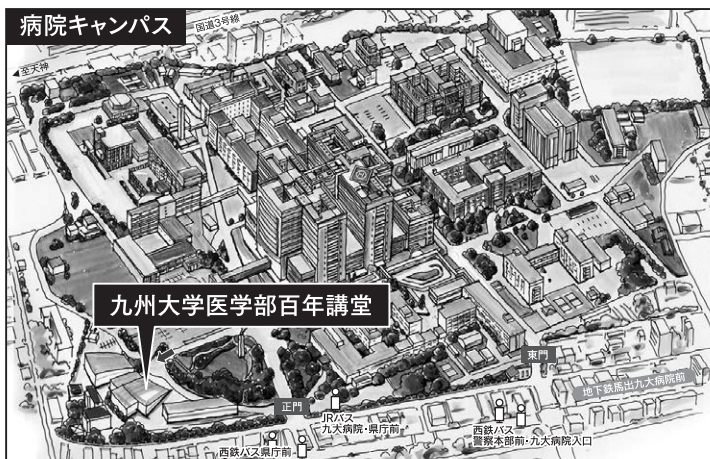 病院キャンパス
国道3号線
◀至天神
九州大学医学部百年講堂
東門
地下鉄馬出九大病院前
正門
JRバス
九大病院・県庁前
西鉄バス県庁前
西鉄バス
警察本部前・九大病院入口